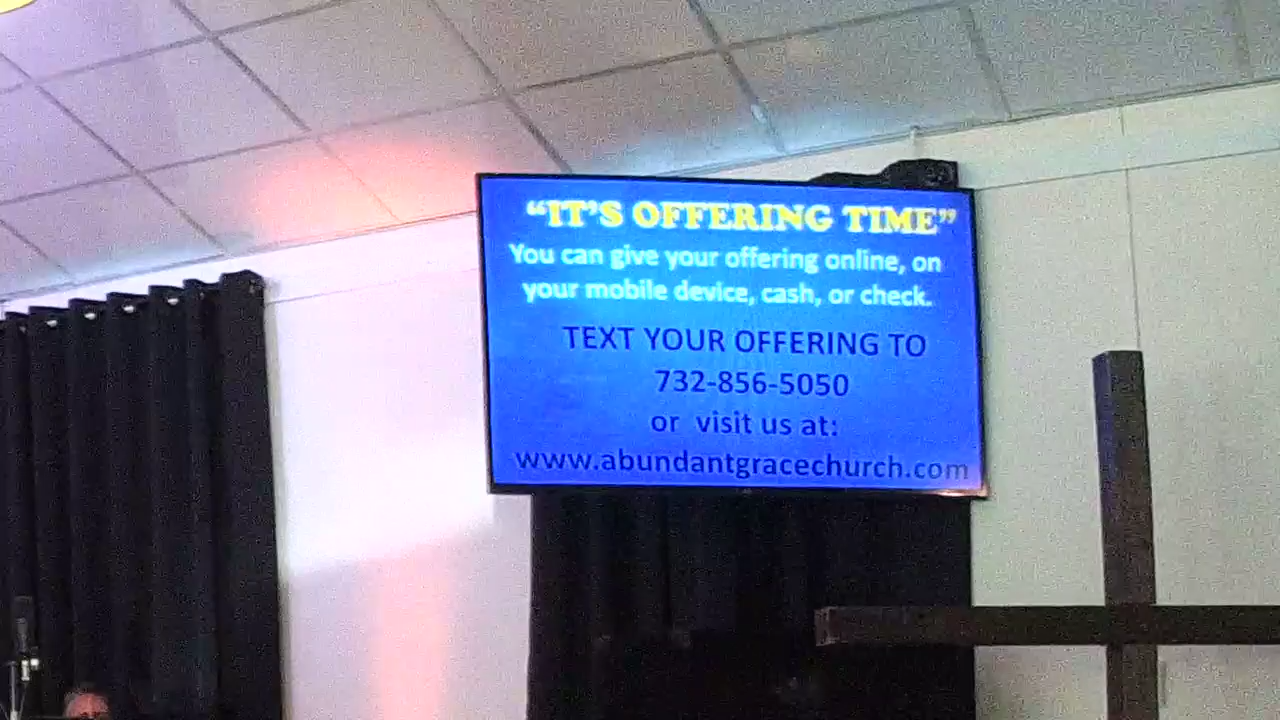 “IT’S OFFERING TIME”
You can give your offering online, on
your mobile device, cash, or check.
TEXT YOUR OFFERING TO
732-856-5050
or visit us at:
www.abundantgracechurch.com